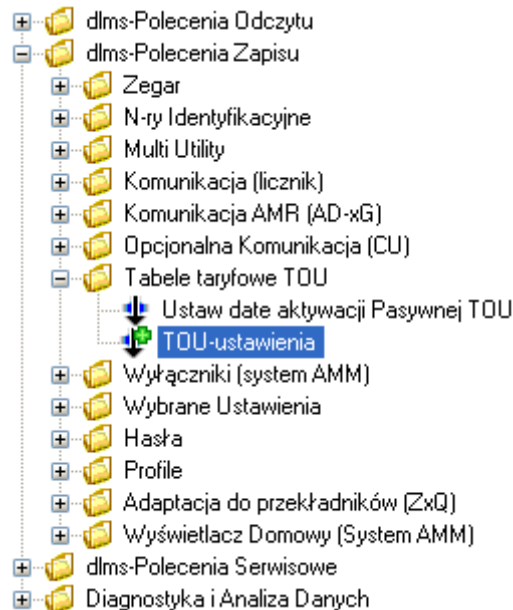 dlms-Polecenia Odczytu
dlms-Polecenia Zapisu
Zegar
N-ry Identyfikacyjne
Multi Utility
Komunikacja (licznik)
Komunikacja AMR (AD-xG)
Opcjonalna Komunikacja (CU)
Tabele taryfowe TOU
Ustaw date aktywacji Pasywnej TOU
TOU-ustawienia
Wyłączniki (system AMM)
Wybrane Ustawienia
Hasła
Profile
Adaptacja do przekładników (ZxQ)
Wyświetlacz Domowy (System AMM)
dlms-Polecenia Serwisowe
Diagnostyka i Analiza Danych